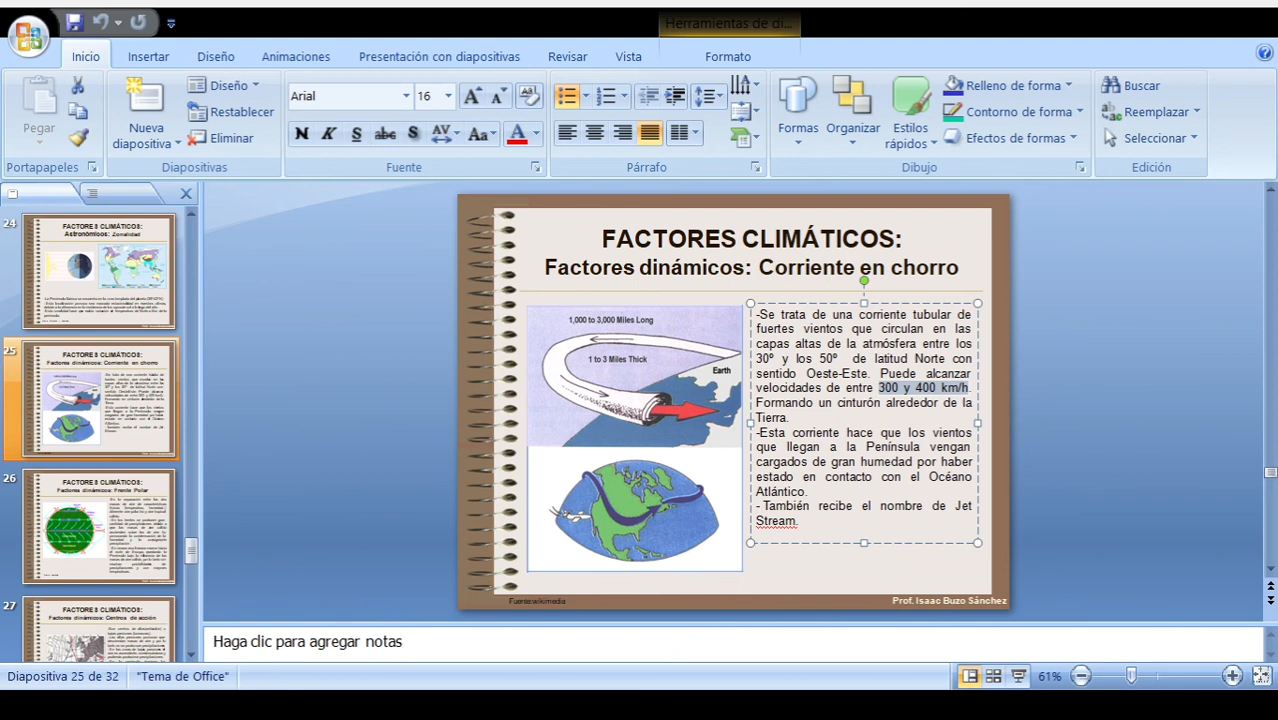 Herramientas de di...
Inicio
Insertar
Diseño
Animaciones
Presentación con diapositivas
Revisar
Vista
Formato
Pegar
Nueva
diapositiva
Diseño
Restablecer
Eliminar
Arial
16
N K S abc S AV Aa A
Formas
Organizar
Estilos
rápidos
Relleno de forma
Contorno de forma
Efectos de formas
Buscar
Reemplazar
Seleccionar
Portapapeles
Diapositivas
Fuente
Párrafo
Dibujo
Edición
24
FACTORES CLIMÁTICOS:
Astronómicos: Zonalidad
25
FACTORES CLIMÁTICOS:
Factores dinámicos: Corriente en chorro
26
FACTORES CLIMÁTICOS:
Factores dinámicos: Frente Polar
27
FACTORES CLIMÁTICOS:
Factores dinámicos: Centros de acción
FACTORES CLIMÁTICOS:
Factores dinámicos: Corriente en chorro
1,000 to 3,000 Miles Long
1 to 3 Miles Thick
Earth
-Se trata de una corriente tubular de
fuertes vientos que circulan en las
capas altas de la atmósfera entre los
30º y los 50º de latitud Norte con
sentido Oeste-Este. Puede alcanzar
velocidades de entre 300 y 400 km/h.
Formando un cinturón alrededor de la
Tierra.
-Esta corriente hace que los vientos
que llegan a la Península vengan
cargados de gran humedad por haber
estado en contacto con el Océano
Atlántico.
- También recibe el nombre de Jet
Stream.
Fuente:wikimedia
Prof. Isaac Buzo Sánchez
Haga clic para agregar notas
Diapositiva 25 de 32
"Tema de Office"
61%